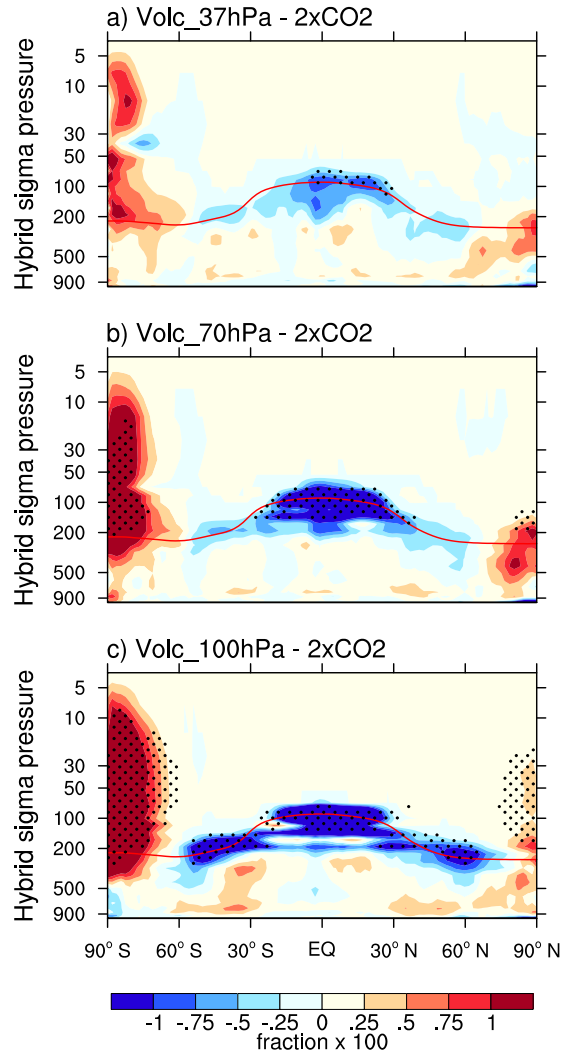 a) Volc_37hPa - 2xCO2
Hybrid sigma pressure
5
10
30
50
100
200
500
900
b) Volc_70hPa - 2xCO2
Hybrid sigma pressure
5
10
30
50
100
200
500
900
c) Volc_100hPa - 2xCO2
Hybrid sigma pressure
5
10
30
50
100
200
500
900
90° S 60° S 30° S EQ 30° N 60° N 90° N
-1 -.75 -.5 -.25 0 .25 .5 .75 1
fraction x 100